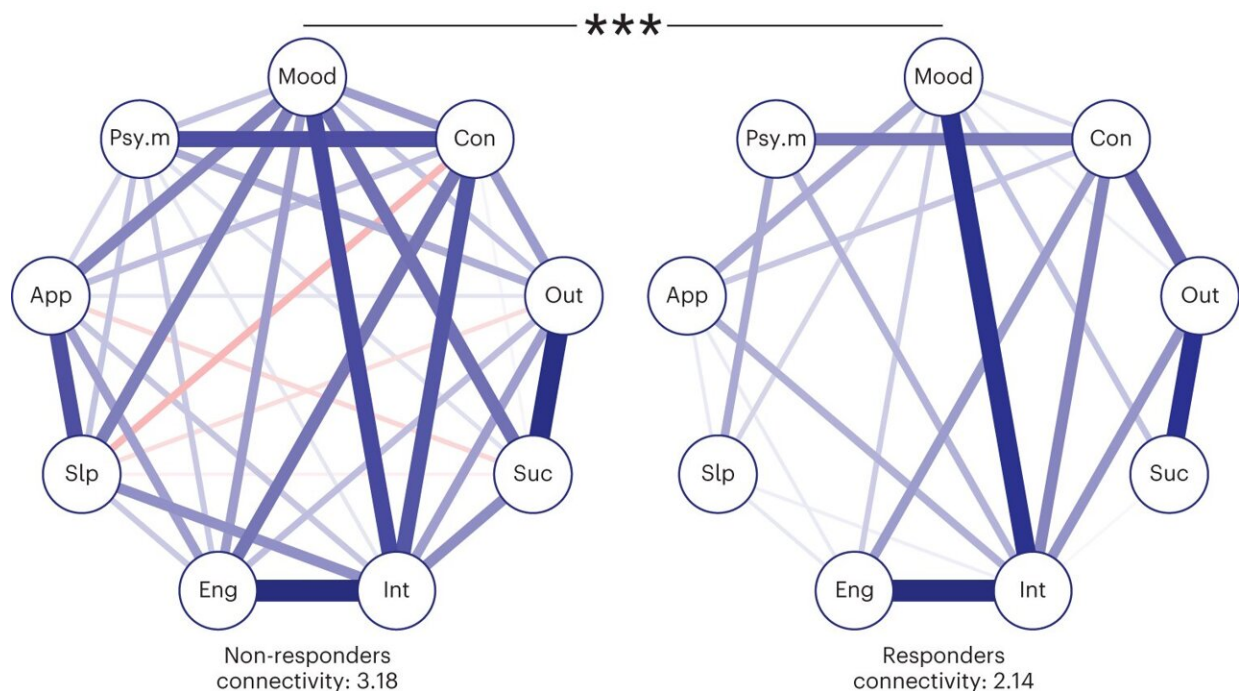 ***
Mood
Psy.m
Con
App
Out
Slp
Suc
Eng
Int
Non-responders
connectivity: 3.18
Mood
Psy.m
Con
App
Out
Slp
Suc
Eng
Int
Responders
connectivity: 2.14